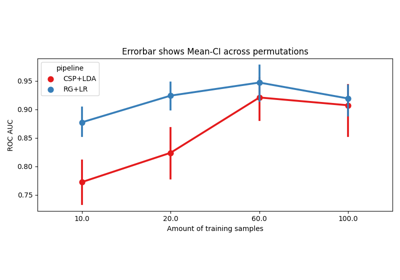 Errorbar shows Mean-CI across permutations
pipeline
CSP+LDA
RG+LR
ROC AUC
0.95
0.90
0.85
0.80
0.75
10.0 20.0 60.0 100.0
Amount of training samples